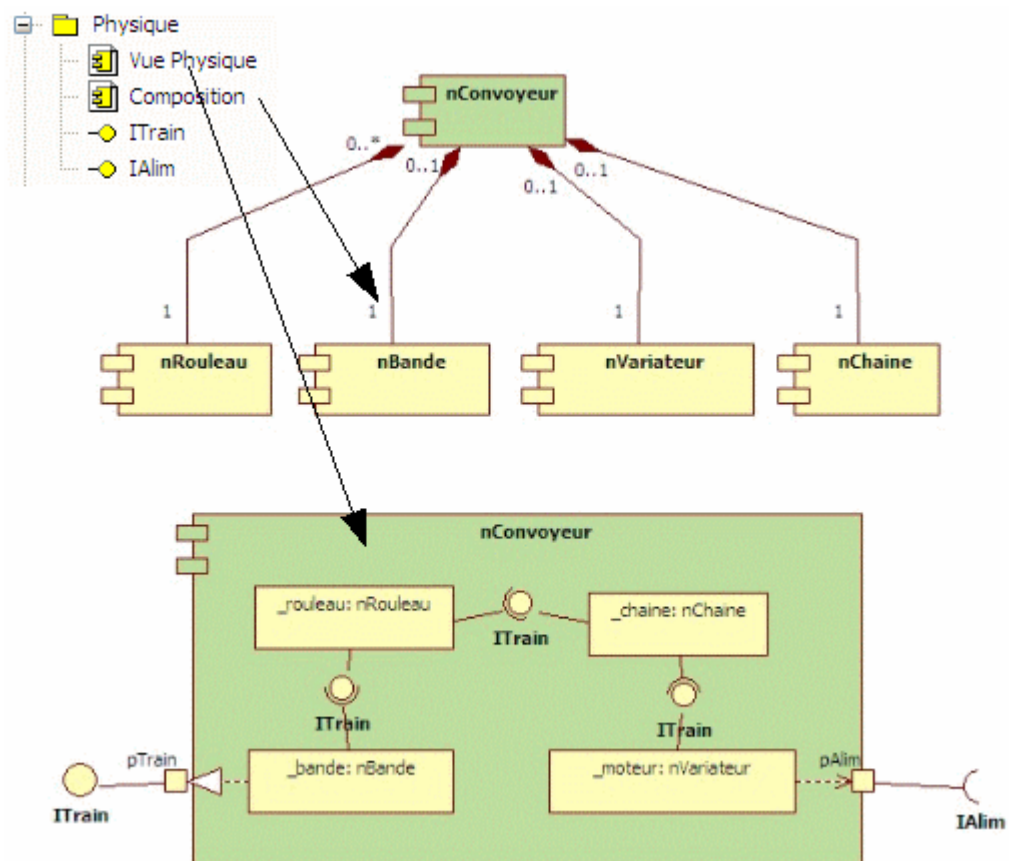 Physique
Vue Physique
Composition
ITrain
IAlim
nConvoyeur
0..*
0..1
0..1
0..1
1
1
1
1
nRouleau
nBande
nVariateur
nChaine
nConvoyeur
_rouleau: nRouleau
_chaine: nChaine
ITrain
ITrain
ITrain
pTrain
_bande: nBande
_moteur: nVariateur
pAlim
ITrain
IAlim